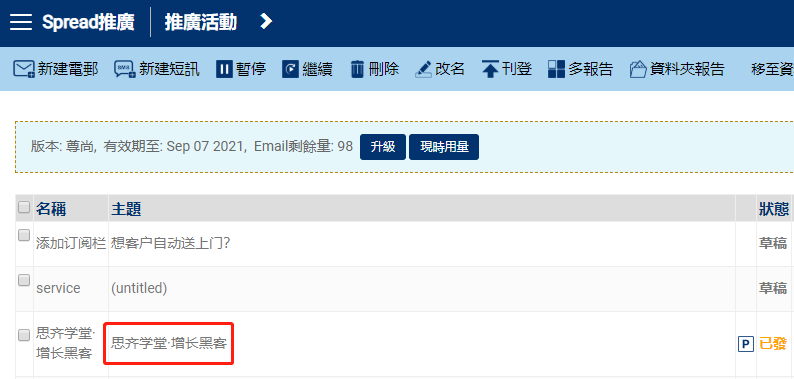 Spread推廣 推廣活動
新建電郵 新建短訊 暫停 繼續 刪除 改名 刊登 多報告 資料夾報告 移至資
版本: 尊尚, 有效期至: Sep 07 2021, Email剩餘量: 98 升級 現時用量
名稱 主題 狀態
添加订阅栏 想客户自动送上门? 草稿
service (untitled) 草稿
思齐学堂·
增长黑客 思齐学堂·增长黑客 P 已發